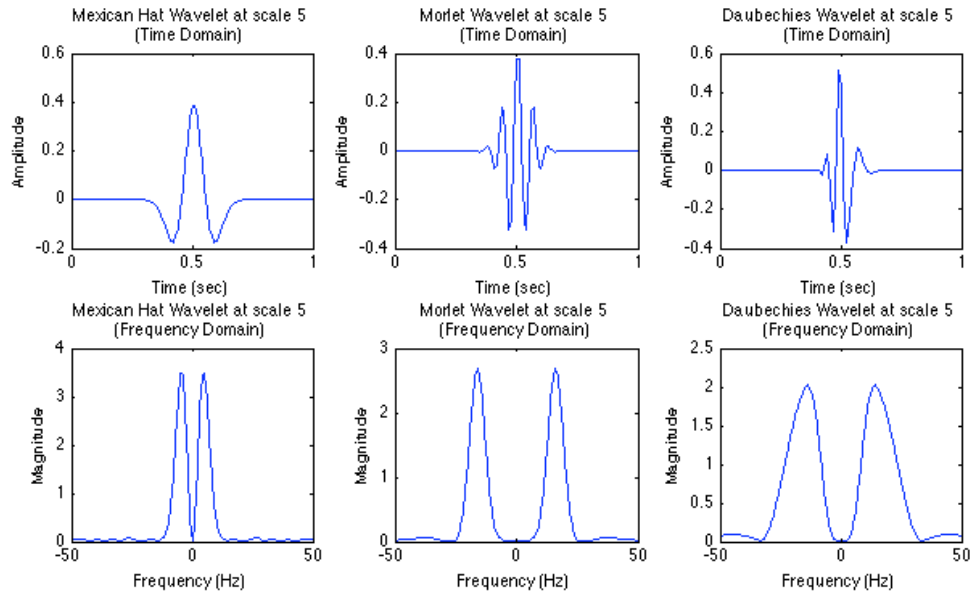 Mexican Hat Wavelet at scale 5
(Time Domain)
0.6
0.4
0.2
0
-0.2
Amplitude
0
0.5
1
Time (sec)
Morlet Wavelet at scale 5
(Time Domain)
0.4
0.2
0
-0.2
-0.4
Amplitude
0
0.5
1
Time (sec)
Daubechies Wavelet at scale 5
(Time Domain)
0.6
0.4
0.2
0
-0.2
-0.4
Amplitude
0
0.5
1
Time (sec)
Mexican Hat Wavelet at scale 5
(Frequency Domain)
4
3
2
1
0
Magnitude
-50
0
50
Frequency (Hz)
Morlet Wavelet at scale 5
(Frequency Domain)
3
2
1
0
Magnitude
-50
0
50
Frequency (Hz)
Daubechies Wavelet at scale 5
(Frequency Domain)
2.5
2
1.5
1
0.5
0
Magnitude
-50
0
50
Frequency (Hz)